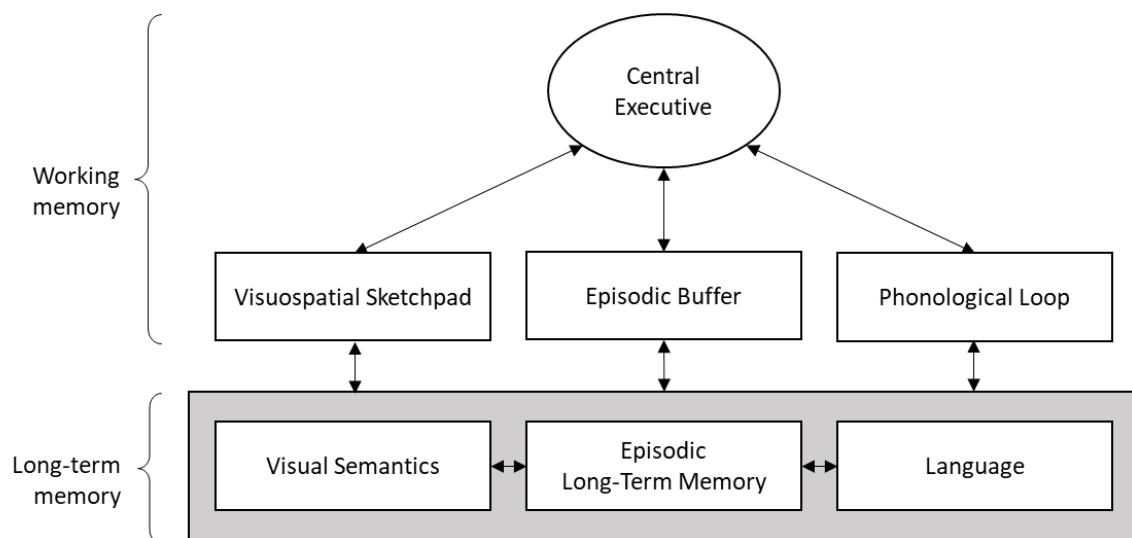 Central
Executive
Working
memory
Visuospatial Sketchpad
Episodic Buffer
Phonological Loop
Long-term
memory
Visual Semantics
Episodic
Long-Term Memory
Language